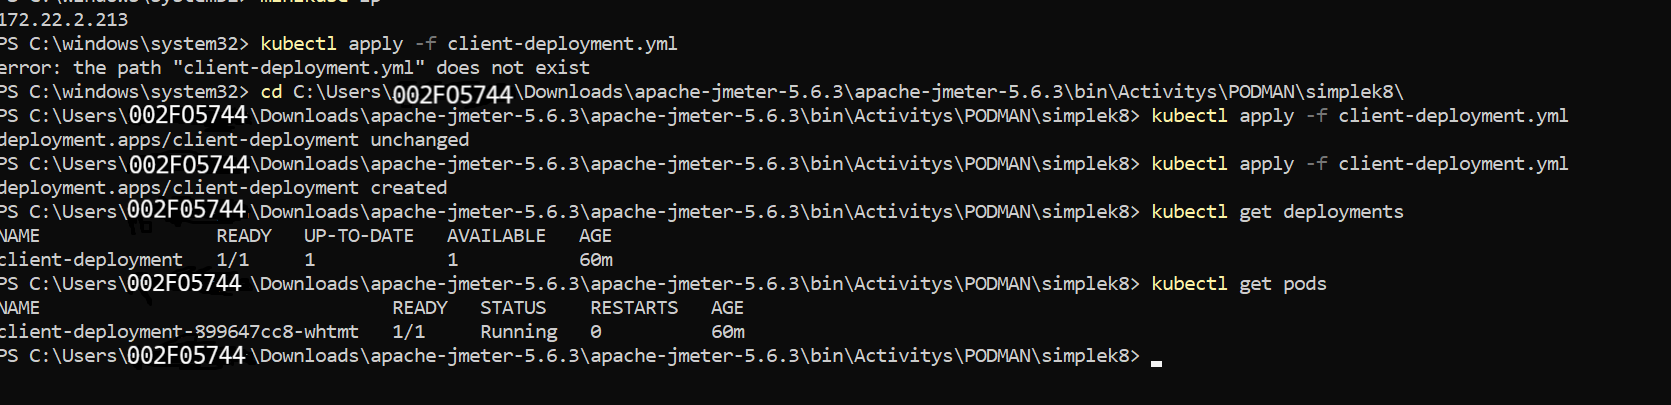 172.22.2.213
PS C:\windows\system32> kubectl apply -f client-deployment.yml
error: the path "client-deployment.yml" does not exist
PS C:\windows\system32> cd C:\Users\002FO5744\Downloads\apache-jmeter-5.6.3\apache-jmeter-5.6.3\bin\Activitys\PODMAN\simplek8\
PS C:\Users\002FO5744\Downloads\apache-jmeter-5.6.3\apache-jmeter-5.6.3\bin\Activitys\PODMAN\simplek8> kubectl apply -f client-deployment.yml
deployment.apps/client-deployment unchanged
PS C:\Users\002FO5744\Downloads\apache-jmeter-5.6.3\apache-jmeter-5.6.3\bin\Activitys\PODMAN\simplek8> kubectl apply -f client-deployment.yml
deployment.apps/client-deployment created
PS C:\Users\002F05744\Downloads\apache-jmeter-5.6.3\apache-jmeter-5.6.3\bin\Activitys\PODMAN\simplek8> kubectl get deployments
NAME READY UP-TO-DATE AVAILABLE AGE
client-deployment 1/1 1 1 60m
PS C:\Users\002FO5744 \Downloads\apache-jmeter-5.6.3\apache-jmeter-5.6.3\bin\Activitys\PODMAN\simplek8> kubectl get pods
NAME READY STATUS RESTARTS AGE
client-deployment-899647cc8-whtmt 1/1 Running 0 60m
PS C:\Users\002F05744 \Downloads\apache-jmeter-5.6.3\apache-jmeter-5.6.3\bin\Activitys\PODMAN\simplek8>